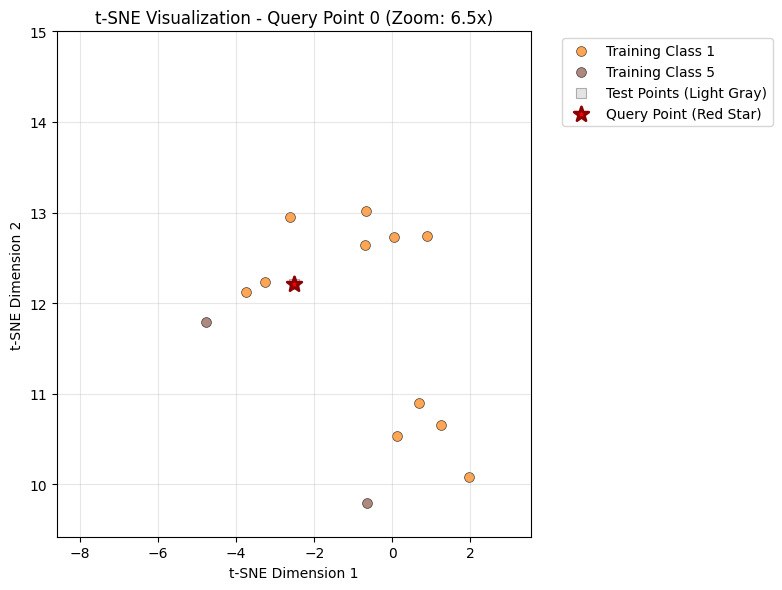 t-SNE Visualization - Query Point 0 (Zoom: 6.5x)
Training Class 1
Training Class 5
Test Points (Light Gray)
Query Point (Red Star)
t-SNE Dimension 2
15
14
13
12
11
10
−8 −6 −4 −2 0 2
t-SNE Dimension 1